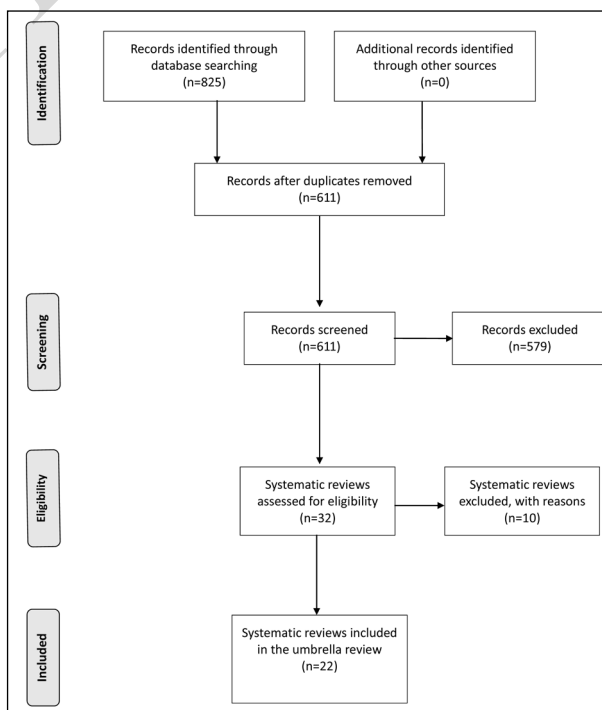 Identification
Records identified through
database searching
(n=825)
Additional records identified
through other sources
(n=0)
Records after duplicates removed
(n=611)
Screening
Records screened
(n=611)
Records excluded
(n=579)
Eligibility
Systematic reviews
assessed for eligibility
(n=32)
Systematic reviews
excluded, with reasons
(n=10)
Included
Systematic reviews included
in the umbrella review
(n=22)